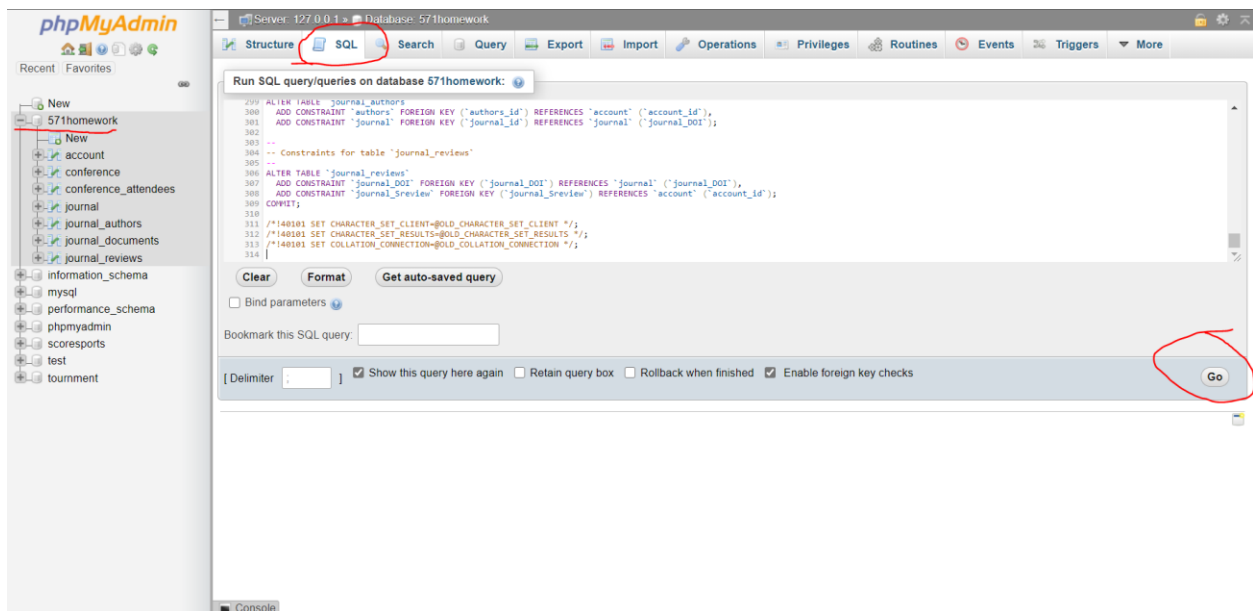 phpMyAdmin
Recent Favorites
New
571homework
New
account
conference
conference_attendees
journal
journal_authors
journal_documents
journal_reviews
information_schema
mysql
performance_schema
phpmyadmin
scoresports
test
tournment
Server: 127.0.0.1 » Database: 571homework
Structure SQL Search Query Export Import Operations Privileges Routines Events Triggers More
Run SQL query/queries on database 571homework:
299 ALTER TABLE `journal_authors`
300 ADD CONSTRAINT `authors` FOREIGN KEY (`authors_id`) REFERENCES `account` (`account_id`),
301 ADD CONSTRAINT `journal` FOREIGN KEY (`journal_id`) REFERENCES `journal` (`journal_DOI`);
302
303 --
304 -- Constraints for table `journal_reviews`
305 --
306 ALTER TABLE `journal_reviews`
307 ADD CONSTRAINT `journal_DOI` FOREIGN KEY (`journal_DOI`) REFERENCES `journal` (`journal_DOI`),
308 ADD CONSTRAINT `journal_Sreview` FOREIGN KEY (`journal_Sreview`) REFERENCES `account` (`account_id`);
309 COMMIT;
310
311 /*!40101 SET CHARACTER_SET_CLIENT=@OLD_CHARACTER_SET_CLIENT */;
312 /*!40101 SET CHARACTER_SET_RESULTS=@OLD_CHARACTER_SET_RESULTS */;
313 /*!40101 SET COLLATION_CONNECTION=@OLD_COLLATION_CONNECTION */;
314
Clear Format Get auto-saved query
Bind parameters
Bookmark this SQL query:
[ Delimiter ; ] Show this query here again Retain query box Rollback when finished Enable foreign key checks Go
Console